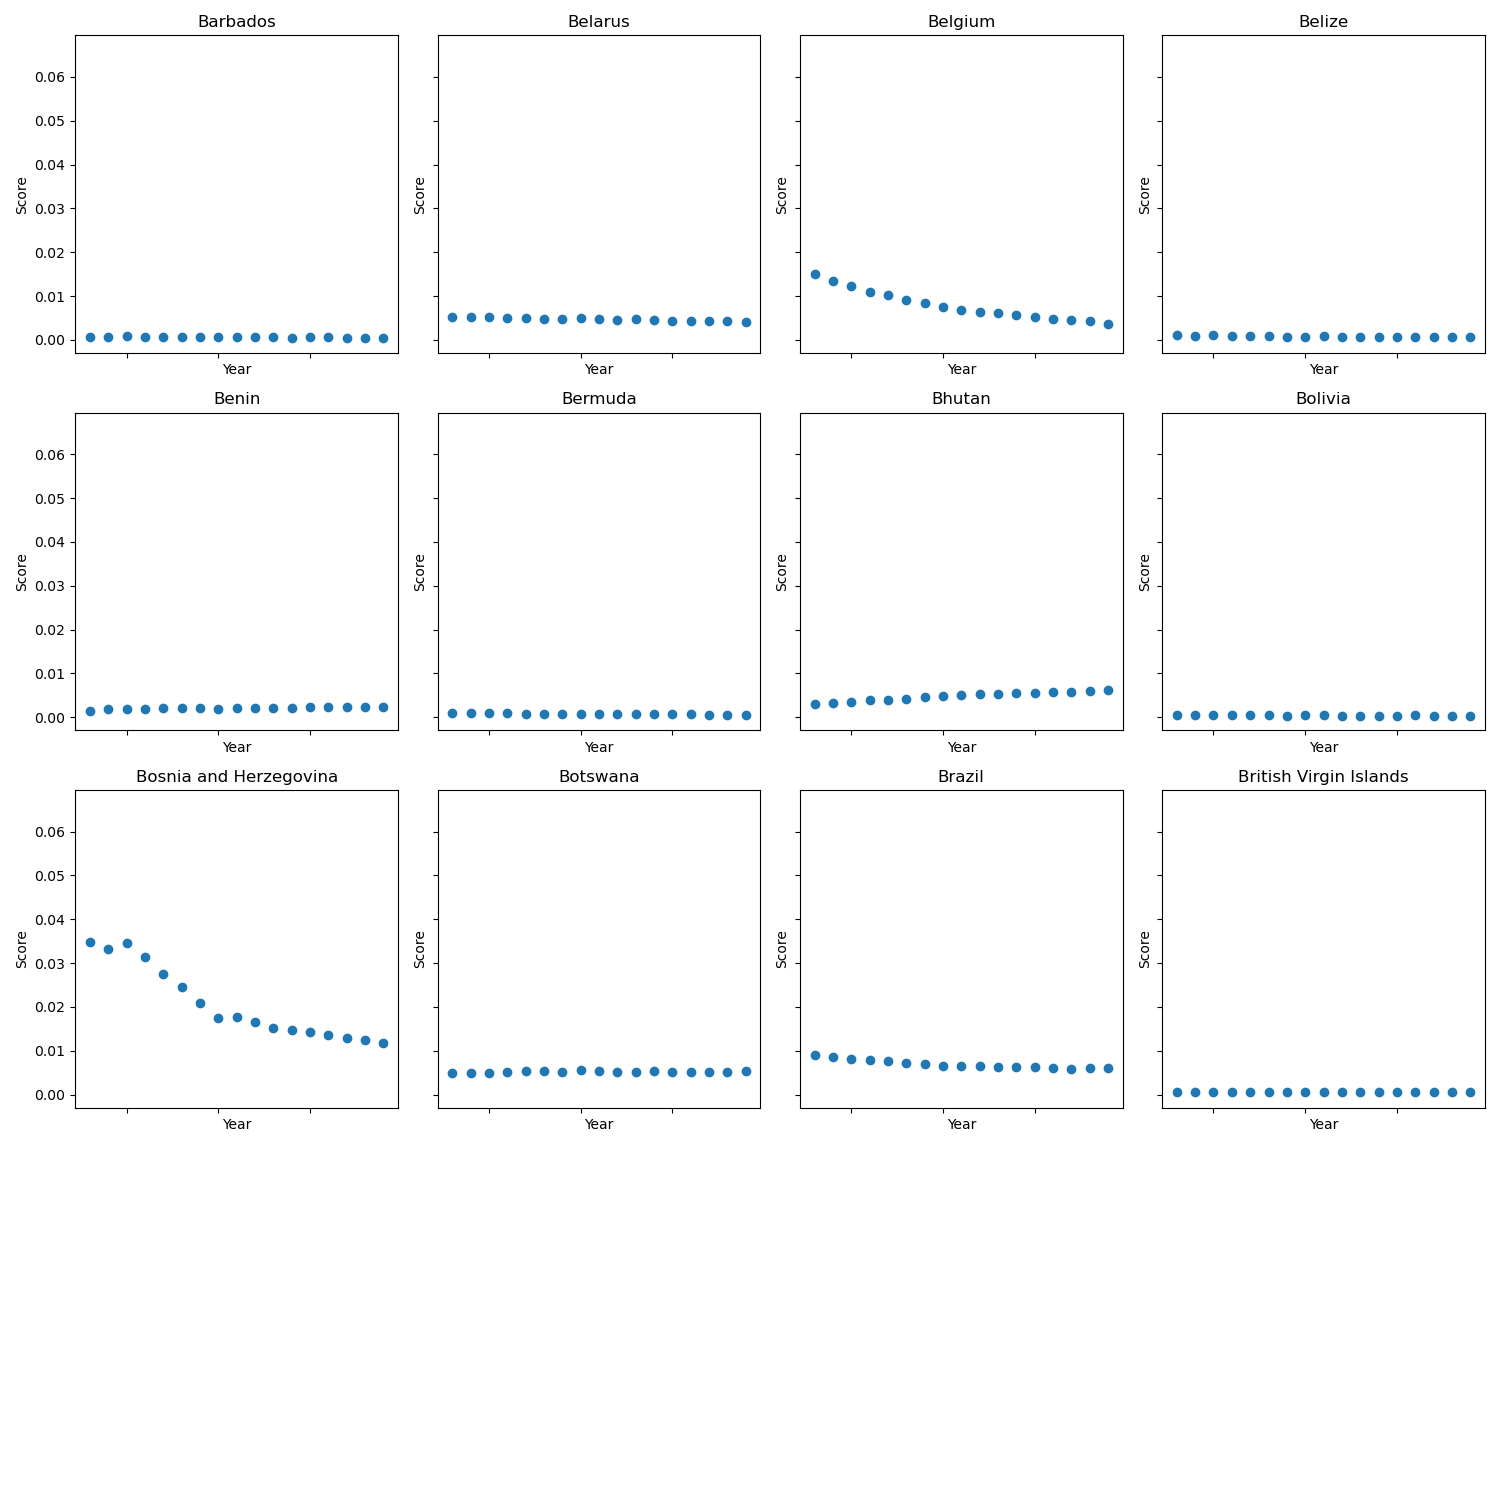 Barbados
Belarus
Belgium
Belize
0.06
0.05
0.04
0.03
0.02
0.01
0.00
Score
Score
Score
Score
Year
Year
Year
Year
Benin
Bermuda
Bhutan
Bolivia
0.06
0.05
0.04
0.03
0.02
0.01
0.00
Score
Score
Score
Score
Year
Year
Year
Year
Bosnia and Herzegovina
Botswana
Brazil
British Virgin Islands
0.06
0.05
0.04
0.03
0.02
0.01
0.00
Score
Score
Score
Score
Year
Year
Year
Year